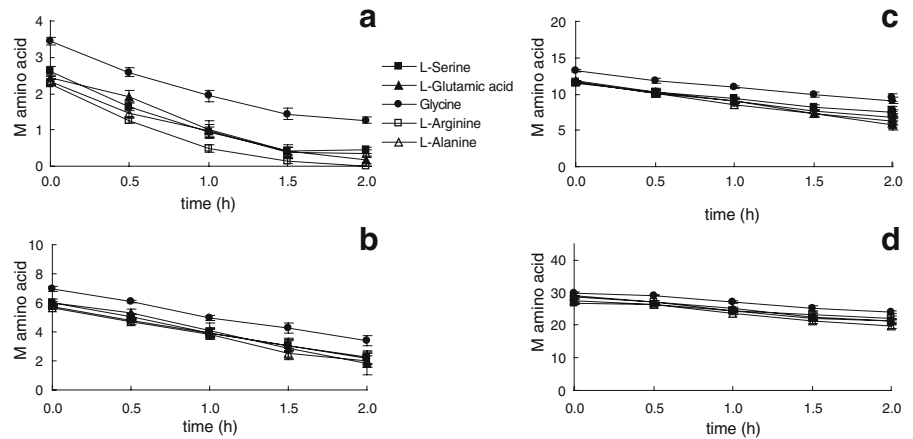 a
M amino acid
4
3
2
1
0
0.0 0.5 1.0 1.5 2.0
time (h)
L-Serine
L-Glutamic acid
Glycine
L-Arginine
L-Alanine
c
M amino acid
20
15
10
5
0
0.0 0.5 1.0 1.5 2.0
time (h)
b
M amino acid
10
8
6
4
2
0
0.0 0.5 1.0 1.5 2.0
time (h)
d
M amino acid
40
30
20
10
0
0.0 0.5 1.0 1.5 2.0
time (h)